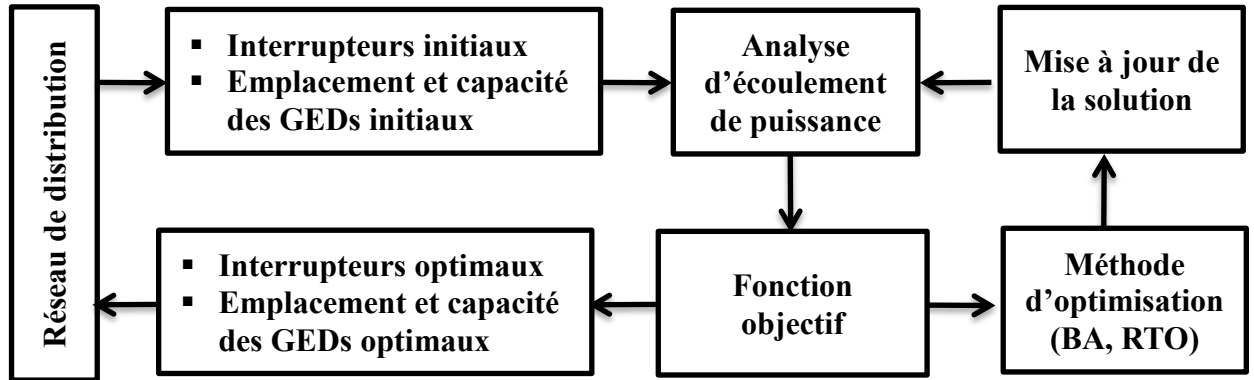 Réseau de distribution
▪ Interrupteurs initiaux
▪ Emplacement et capacité
des GEDs initiaux
Analyse
d’écoulement
de puissance
Mise à jour de
la solution
▪ Interrupteurs optimaux
▪ Emplacement et capacité
des GEDs optimaux
Fonction
objectif
Méthode
d’optimisation
(BA, RTO)